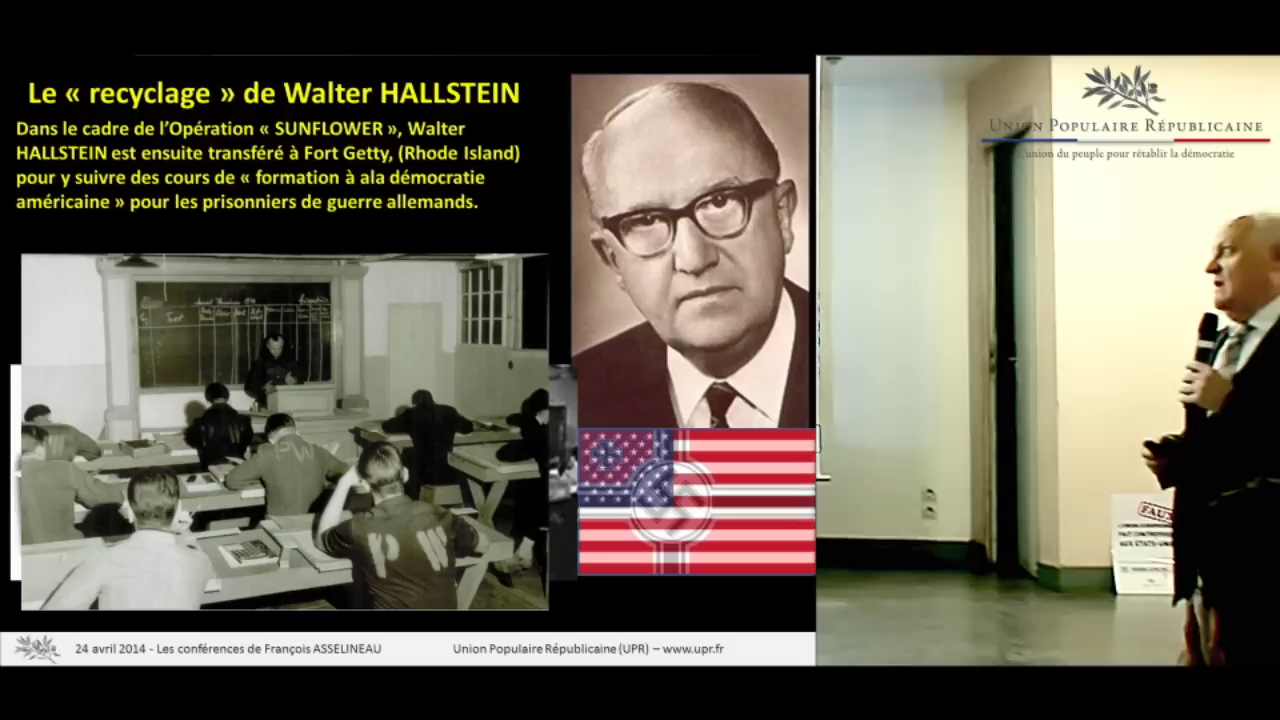 Le « recyclage » de Walter HALLSTEIN
Dans le cadre de l’Opération « SUNFLOWER », Walter
HALLSTEIN est ensuite transféré à Fort Getty, (Rhode Island)
pour y suivre des cours de « formation à ala démocratie
américaine » pour les prisonniers de guerre allemands.
PW
PW
24 avril 2014 - Les conférences de François ASSELINEAU
Union Populaire Républicaine (UPR) – www.upr.fr
UNION POPULAIRE RÉPUBLICAINE
L'union du peuple pour rétablir la démocratie
FAUX